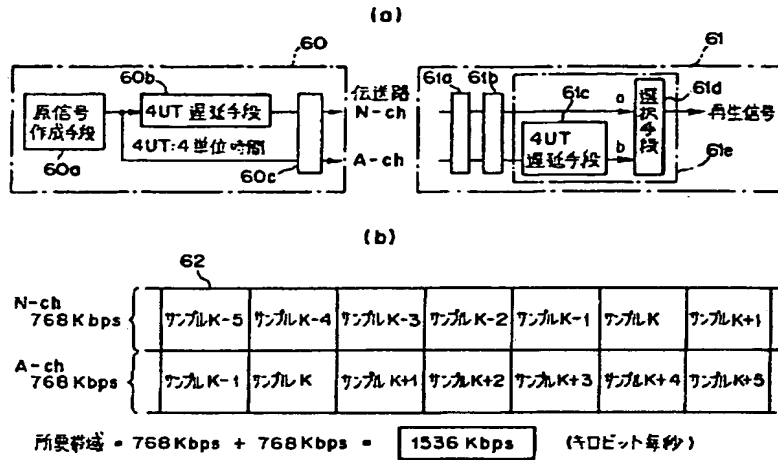 (a)
60
60b
原信号
作成手段
60a
4UT 遅延手段
4UT:4単位時間
60c
伝送路
N-ch
A-ch
61
61a
61b
61c
4UT
遅延手段
a
b
選択手段
61d
再生信号
61e
(b)
62
N-ch
768 Kbps
サンプルK-5 サンプルK-4 サンプルK-3 サンプルK-2 サンプルK-1 サンプルK サンプルK+1
A-ch
768 Kbps
サンプルK-1 サンプルK サンプルK+1 サンプルK+2 サンプルK+3 サンプルK+4 サンプルK+5
所要帯域 = 768Kbps + 768Kbps = 1536 Kbps (キロビット毎秒)